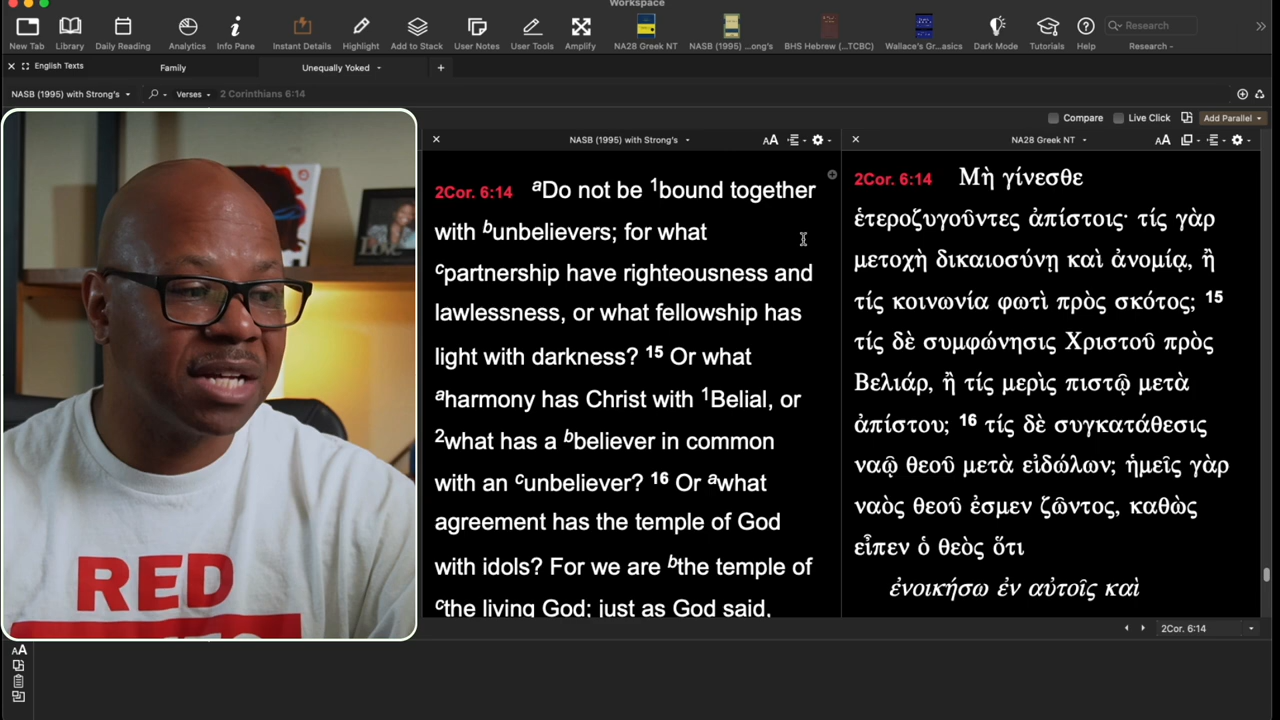 Workspace
New Tab
Library
Daily Reading
Analytics
Info Pane
Instant Details
Highlight
Add to Stack
User Notes
User Tools
Amplify
NA28 Greek NT
NASB (1995) ...ong's
BHS Hebrew (...TCBC)
Wallace's Gr...asics
Dark Mode
Tutorials
Help
Research
Research
English Texts
Family
Unequally Yoked
NASB (1995) with Strong's
Verses
2 Corinthians 6:14
Compare
Live Click
Add Parallel
NASB (1995) with Strong's
AA
2Cor. 6:14 aDo not be 1bound together
with bunbelievers; for what
cpartnership have righteousness and
lawlessness, or what fellowship has
light with darkness? 15 Or what
aharmony has Christ with 1Belial, or
2what has a bbeliever in common
with an cunbeliever? 16 Or awhat
agreement has the temple of God
with idols? For we are bthe temple of
cthe living God; just as God said,
NA28 Greek NT
AA
2Cor. 6:14 Μὴ γίνεσθε
ἑτεροζυγοῦντες ἀπίστοις· τίς γὰρ
μετοχὴ δικαιοσύνῃ καὶ ἀνομίᾳ, ἢ
τίς κοινωνία φωτὶ πρὸς σκότος; 15
τίς δὲ συμφώνησις Χριστοῦ πρὸς
Βελιάρ, ἢ τίς μερὶς πιστῷ μετὰ
ἀπίστου; 16 τίς δὲ συγκατάθεσις
ναῷ θεοῦ μετὰ εἰδώλων; ἡμεῖς γὰρ
ναὸς θεοῦ ἐσμεν ζῶντος, καθὼς
εἶπεν ὁ θεὸς ὅτι
ἐνοικήσω ἐν αὐτοῖς καὶ
2Cor. 6:14
AA
RED